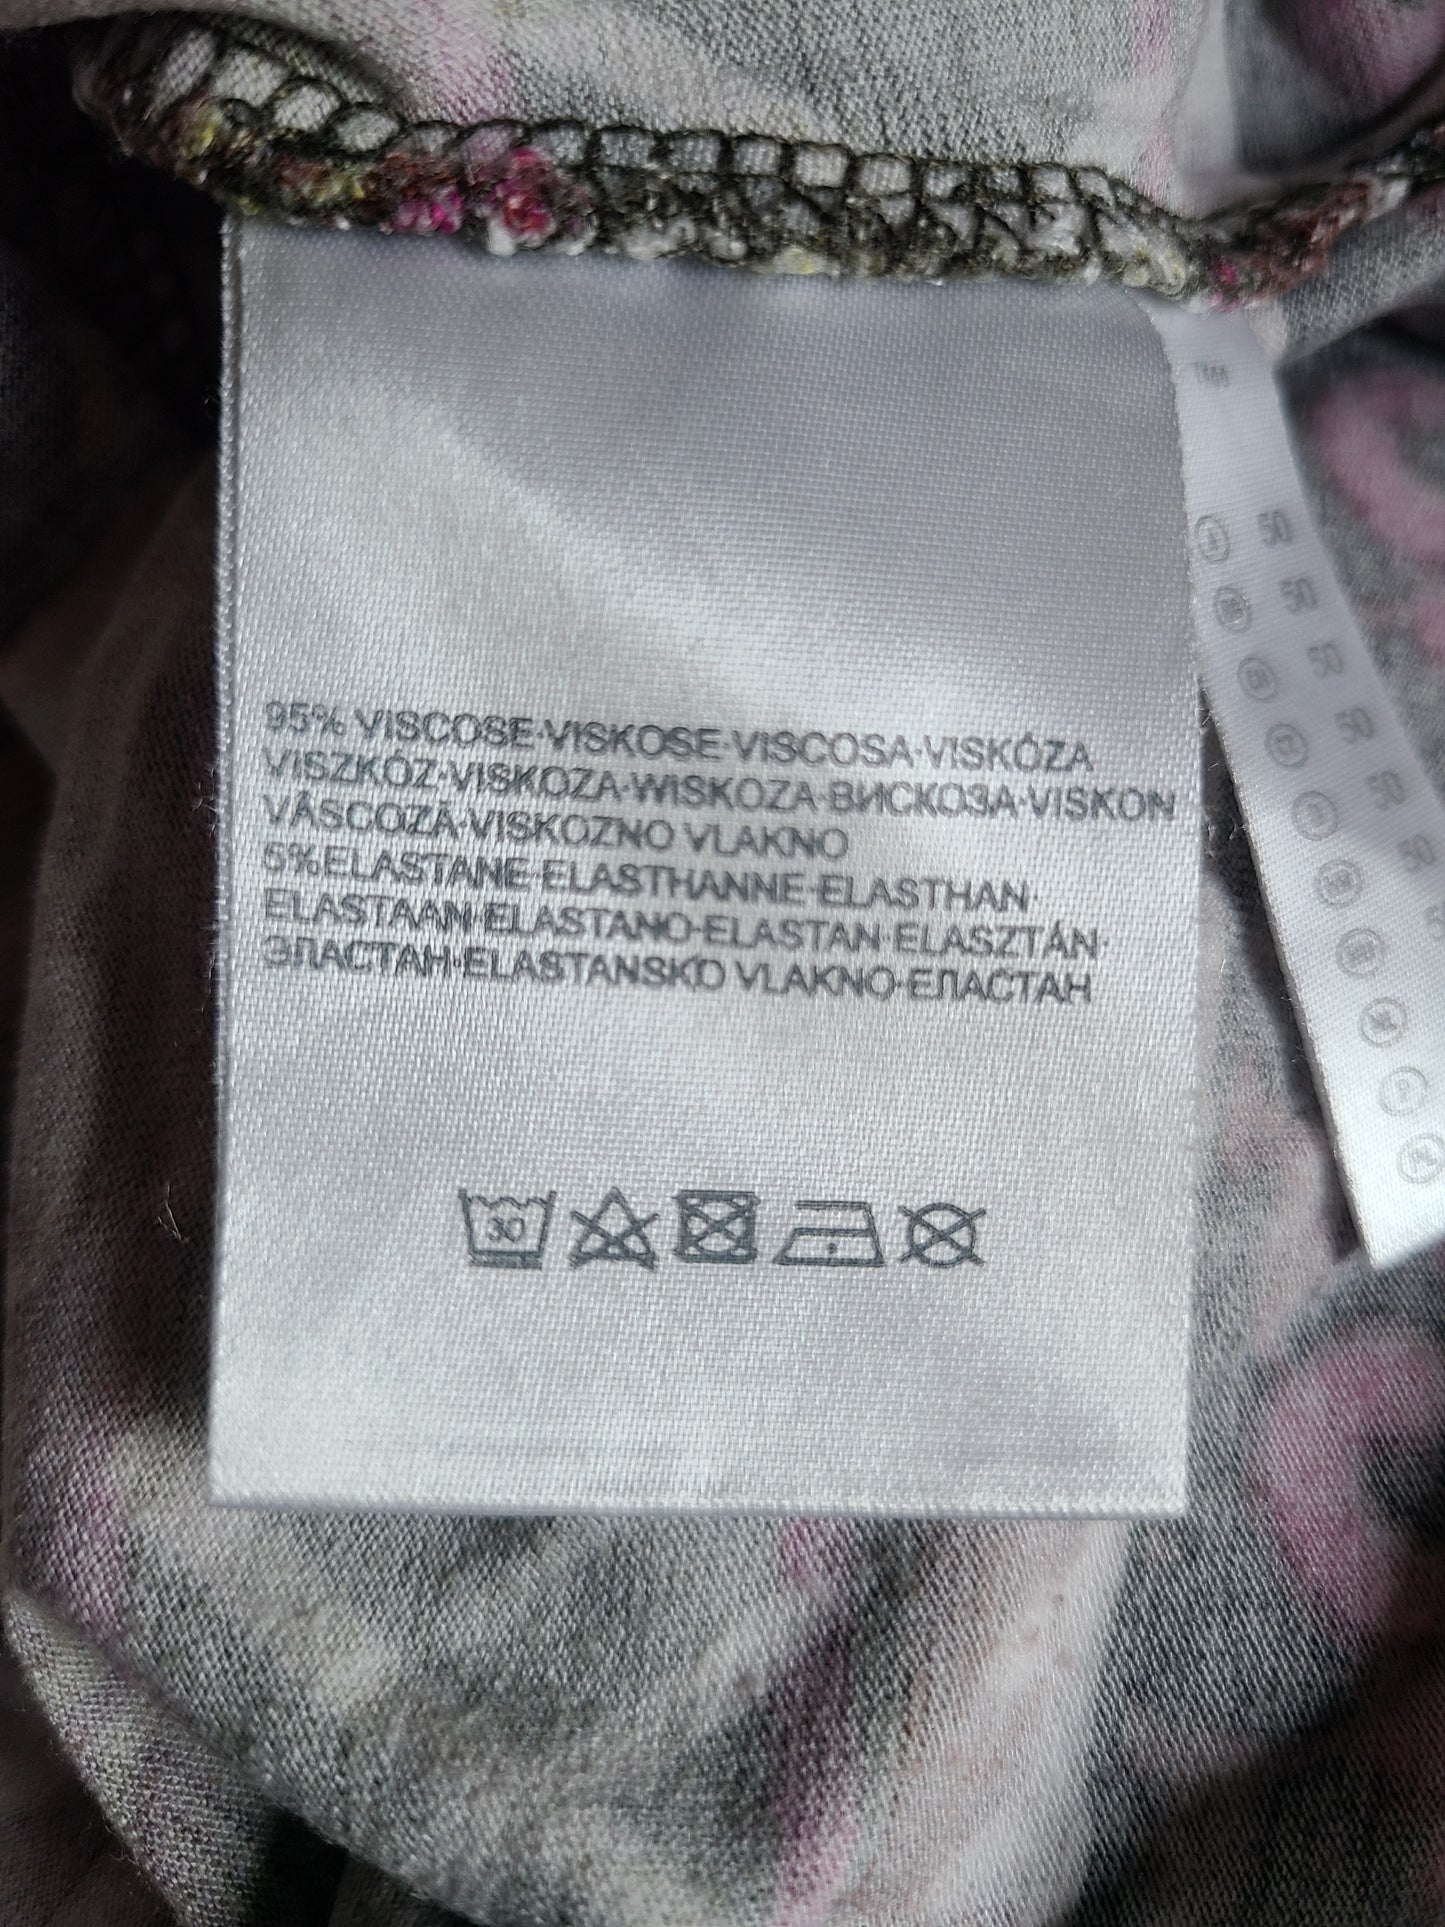 95% VISCOSE·VISKOSE·VISCOSA·VISKÓZA
VISZKÓZ·VISKOZA·WISKOZA·ВИСКОЗА·VISKON
VÂSCOZĂ·VISKOZNO VLAKNO
5%ELASTANE·ELASTHANNE·ELASTHAN·
ELASTAAN·ELASTANO·ELASTAN·ELASZTÁN·
ЭЛАСТАН·ELASTANSKO VLAKNO·ЕЛАСТАН
30
TM
50
50
50
50
50
50